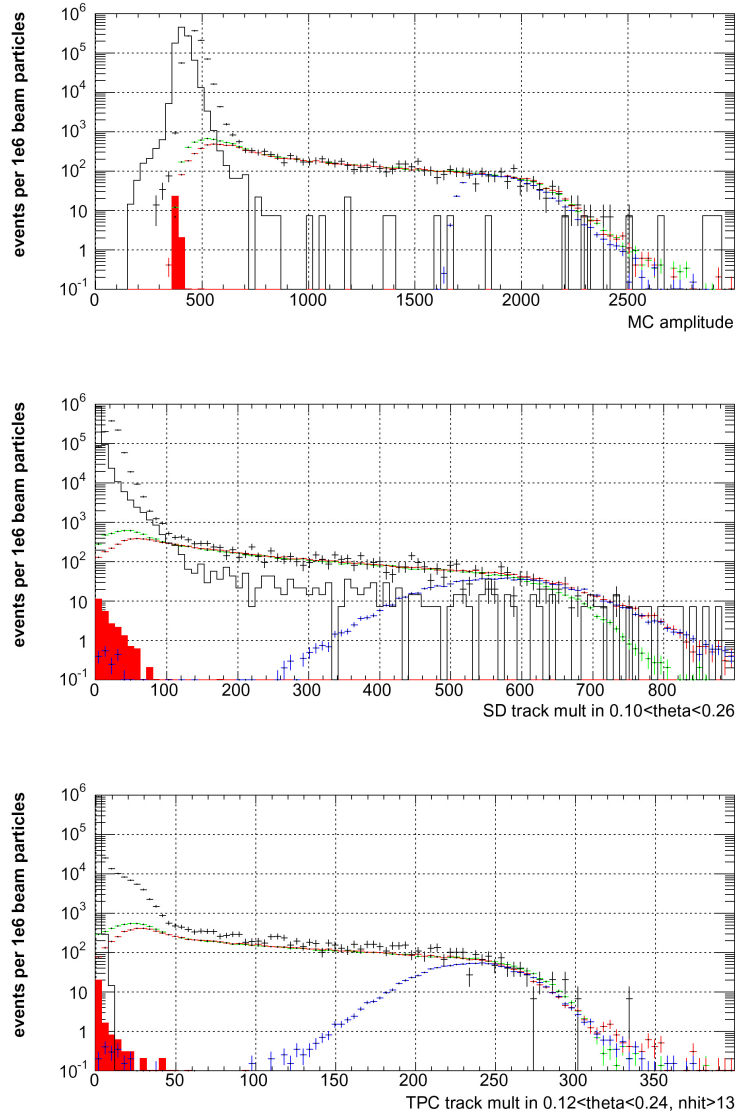 events per 1e6 beam particles
10^6
10^5
10^4
10^3
10^2
10
1
10^-1
0 500 1000 1500 2000 2500
MC amplitude
events per 1e6 beam particles
10^6
10^5
10^4
10^3
10^2
10
1
10^-1
0 100 200 300 400 500 600 700 800
SD track mult in 0.10<theta<0.26
events per 1e6 beam particles
10^6
10^5
10^4
10^3
10^2
10
1
10^-1
0 50 100 150 200 250 300 350
TPC track mult in 0.12<theta<0.24, nhit>13